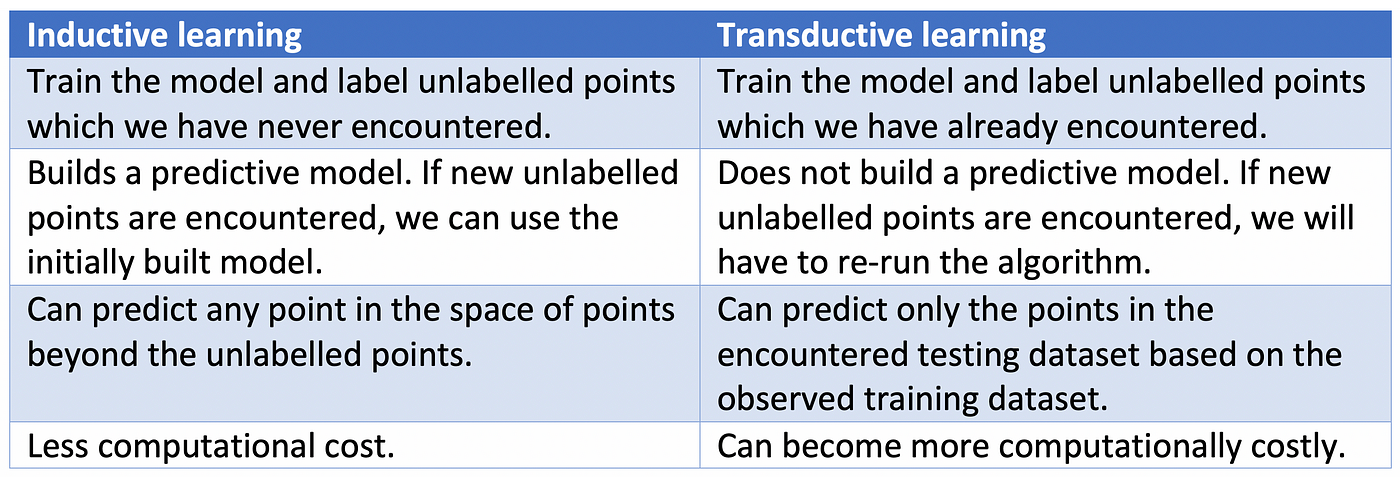 Inductive learning
Transductive learning
Train the model and label unlabelled points
which we have never encountered.
Train the model and label unlabelled points
which we have already encountered.
Builds a predictive model. If new unlabelled
points are encountered, we can use the
initially built model.
Does not build a predictive model. If new
unlabelled points are encountered, we will
have to re-run the algorithm.
Can predict any point in the space of points
beyond the unlabelled points.
Can predict only the points in the
encountered testing dataset based on the
observed training dataset.
Less computational cost.
Can become more computationally costly.